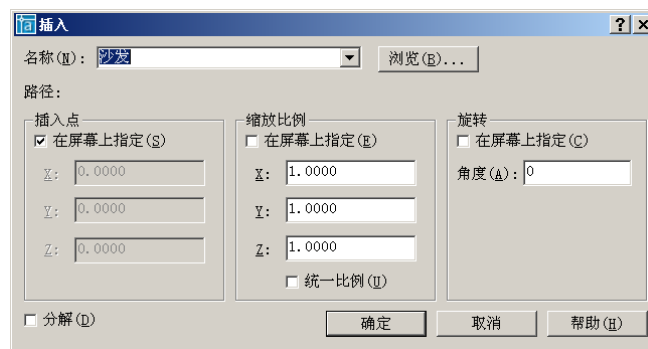 插入
名称(N): 沙发 浏览(B)...
路径:
插入点 缩放比例 旋转
在屏幕上指定(S) 在屏幕上指定(E) 在屏幕上指定(C)
X: 0.0000 X: 1.0000 角度(A): 0
Y: 0.0000 Y: 1.0000
Z: 0.0000 Z: 1.0000
统一比例(U)
分解(D) 确定 取消 帮助(H)